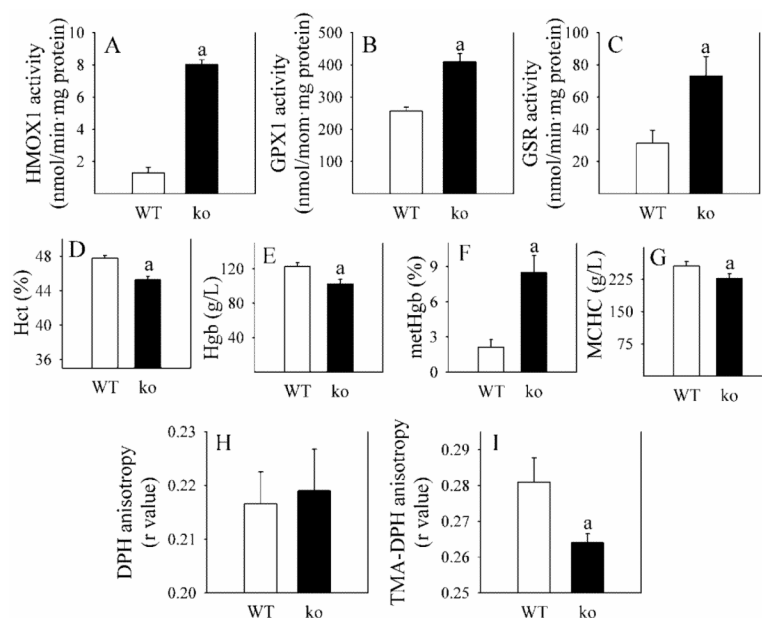 A
HMOX1 activity
(nmol/min·mg protein)
8
6
4
2
a
WT ko
B
GPX1 activity
(nmol/mom·mg protein)
500
400
300
200
100
a
WT ko
C
GSR activity
(nmol/min·mg protein)
100
80
60
40
20
a
WT ko
D
Hct (%)
48
44
40
36
a
WT ko
E
Hgb (g/L)
120
80
40
a
WT ko
F
metHgb (%)
9
6
3
0
a
WT ko
G
MCHC (g/L)
225
150
75
a
WT ko
H
DPH anisotropy
(r value)
0.23
0.22
0.21
0.20
WT ko
I
TMA-DPH anisotropy
(r value)
0.29
0.28
0.27
0.26
0.25
a
WT ko